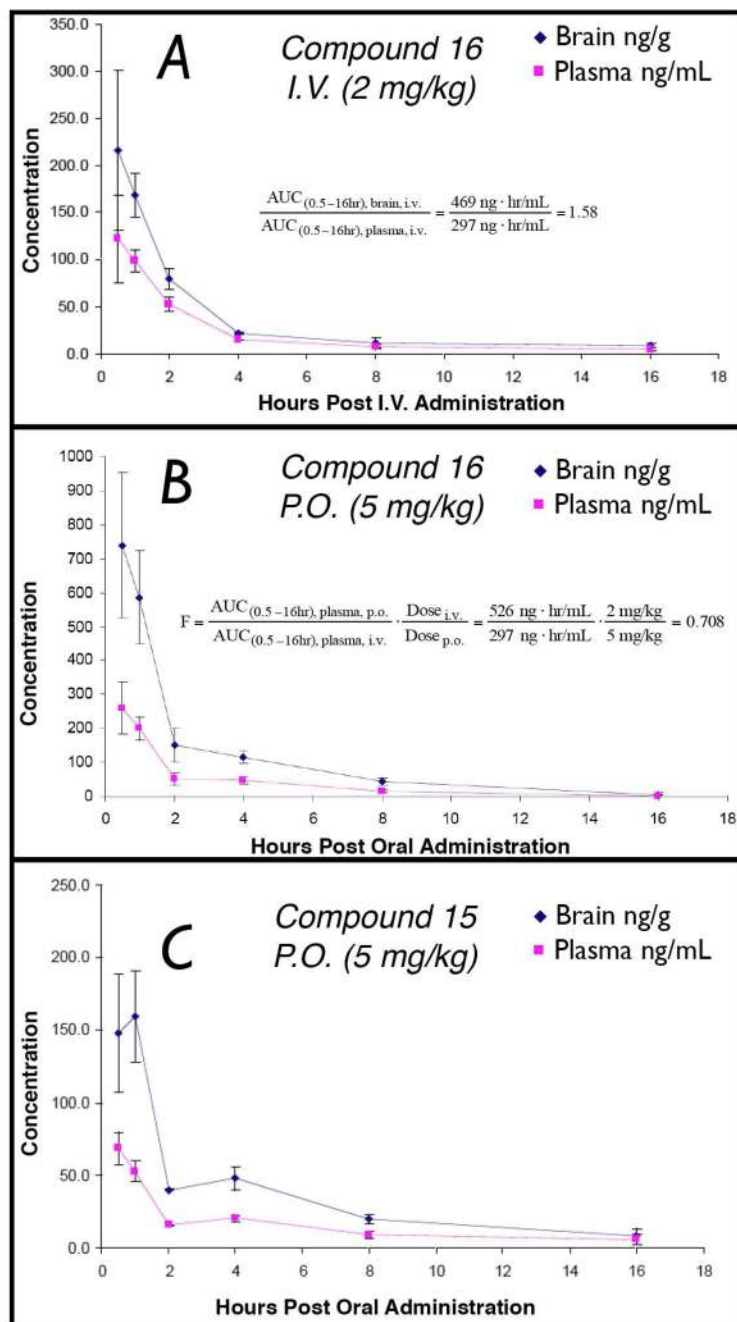 A
Compound 16
I.V. (2 mg/kg)
Brain ng/g
Plasma ng/mL
350.0
300.0
250.0
200.0
150.0
100.0
50.0
0.0
Concentration
AUC(0.5–16hr), brain, i.v. / AUC(0.5–16hr), plasma, i.v. = 469 ng · hr/mL / 297 ng · hr/mL = 1.58
0 2 4 6 8 10 12 14 16 18
Hours Post I.V. Administration
B
Compound 16
P.O. (5 mg/kg)
Brain ng/g
Plasma ng/mL
1000
900
800
700
600
500
400
300
200
100
0
Concentration
F = AUC(0.5–16hr), plasma, p.o. / AUC(0.5–16hr), plasma, i.v. · Dose i.v. / Dose p.o. = 526 ng · hr/mL / 297 ng · hr/mL · 2 mg/kg / 5 mg/kg = 0.708
0 2 4 6 8 10 12 14 16 18
Hours Post Oral Administration
C
Compound 15
P.O. (5 mg/kg)
Brain ng/g
Plasma ng/mL
250.0
200.0
150.0
100.0
50.0
0.0
Concentration
0 2 4 6 8 10 12 14 16 18
Hours Post Oral Administration